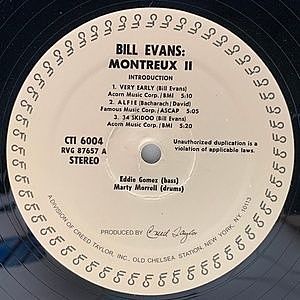 BILL EVANS:
MONTREUX II
INTRODUCTION
1. VERY EARLY (Bill Evans)
Acorn Music Corp./BMI 5:10
2. ALFIE (Bacharach/David)
Famous Music Corp./ASCAP 5:05
3. 34 SKIDOO (Bill Evans)
Acorn Music Corp./BMI 5:20
CTI 6004
RVG 87657 A
STEREO
Unauthorized duplication is a
violation of applicable laws.
Eddie Gomez (bass)
Marty Morrell (drums)
PRODUCED BY Creed Taylor
A DIVISION OF CREED TAYLOR, INC., OLD CHELSEA STATION, NEW YORK, NY. 10113